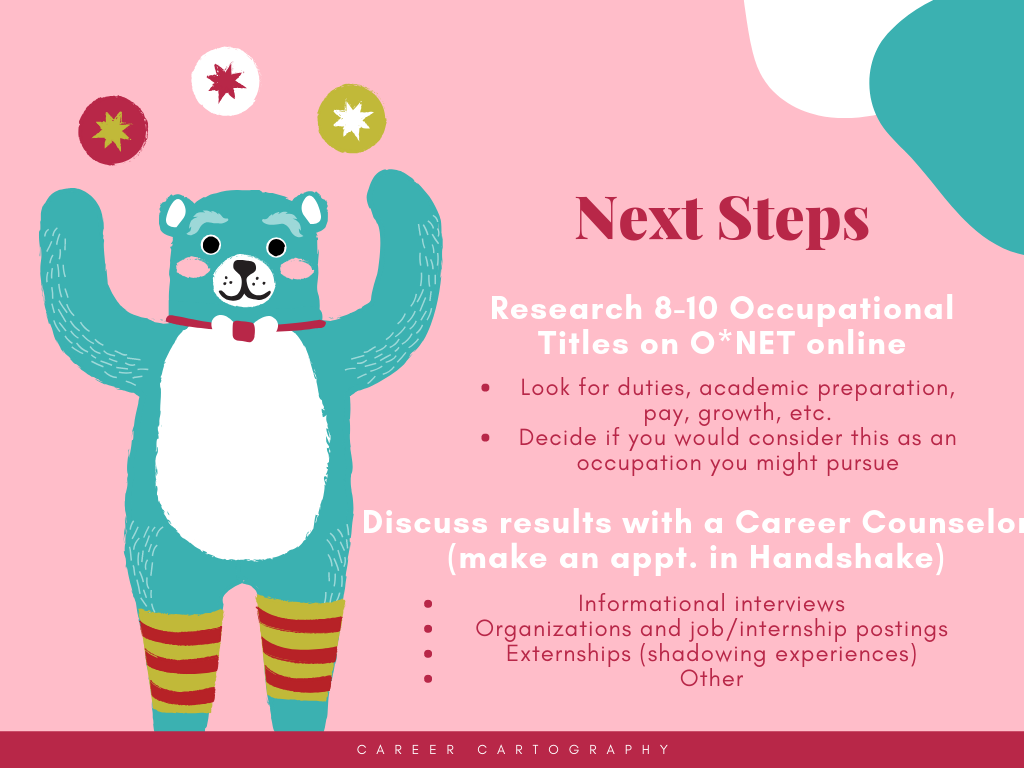 Next Steps
Research 8-10 Occupational
Titles on O*NET online
• Look for duties, academic preparation,
pay, growth, etc.
• Decide if you would consider this as an
occupation you might pursue
Discuss results with a Career Counselor
(make an appt. in Handshake)
• Informational interviews
• Organizations and job/internship postings
• Externships (shadowing experiences)
• Other
CAREER CARTOGRAPHY